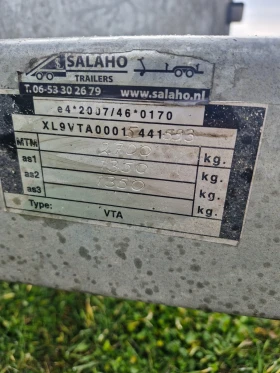 SALAHO
TRAILERS
T. 06-53 30 26 79 www.salaho.nl
e4*2007/46*0170
XL9VTA0001
MTM: kg.
as1 kg.
as2 kg.
as3 kg.
Type: VTA